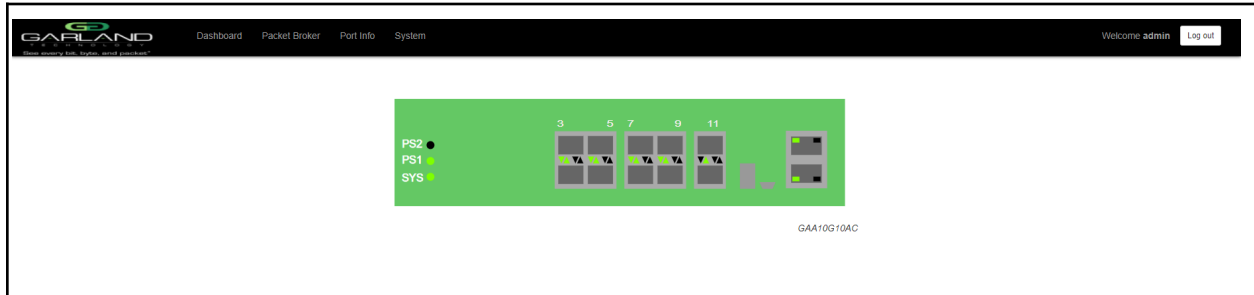 GARLAND
TECHNOLOGY
See every bit, byte, and packet®
Dashboard Packet Broker Port Info System
Welcome admin Log out
3 5 7 9 11
PS2
PS1
SYS
GAA10G10AC